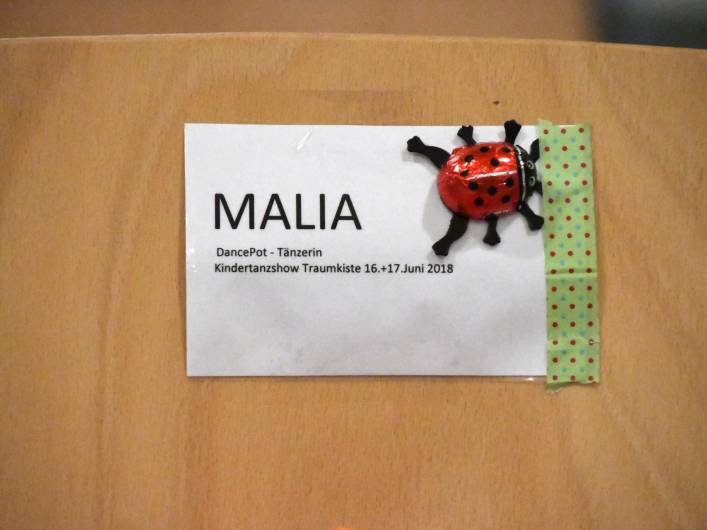 MALIA
DancePot - Tänzerin
Kindertanzshow Traumkiste 16.+17.Juni 2018